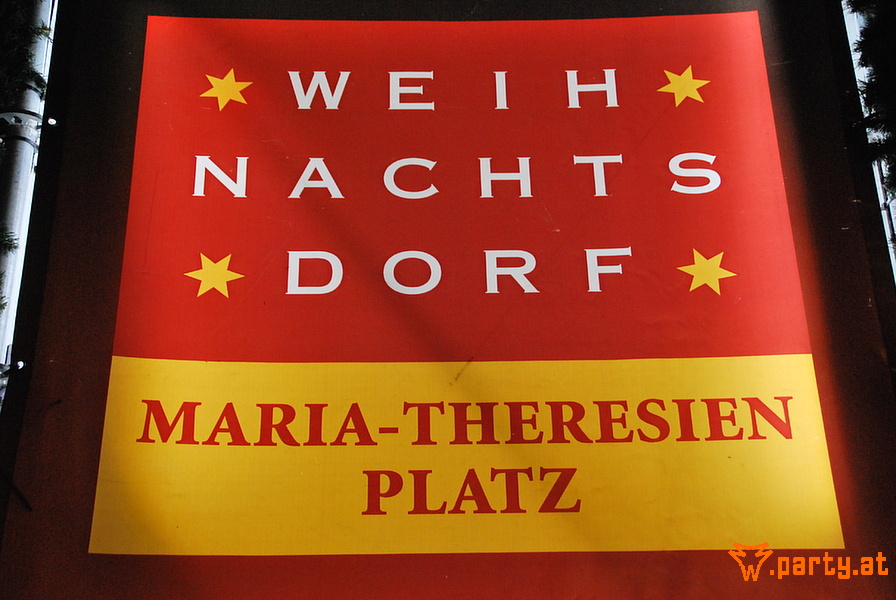 WEIH
NACHTS
DORF
MARIA-THERESIEN
PLATZ
.party.at